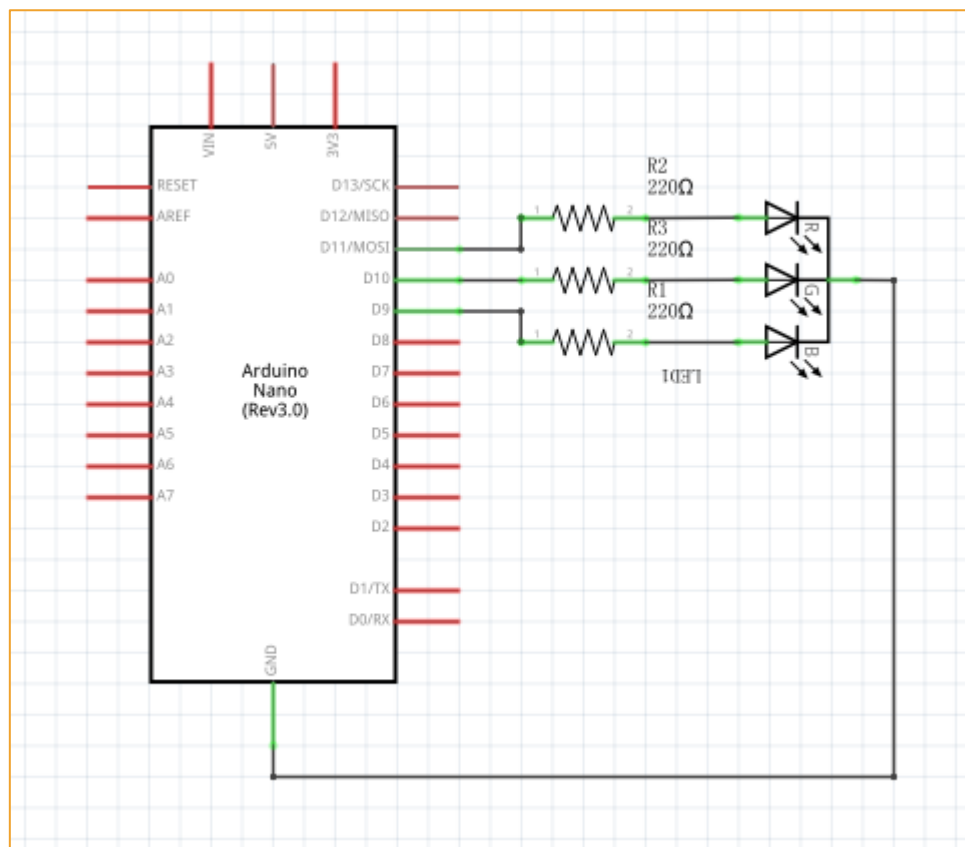 VIN
5V
3V3
RESET
AREF
A0
A1
A2
A3
A4
A5
A6
A7
Arduino
Nano
(Rev3.0)
D13/SCK
D12/MISO
D11/MOSI
D10
D9
D8
D7
D6
D5
D4
D3
D2
D1/TX
D0/RX
GND
R2
220Ω
1
2
R3
220Ω
1
2
R1
220Ω
1
2
R
G
B
LED1